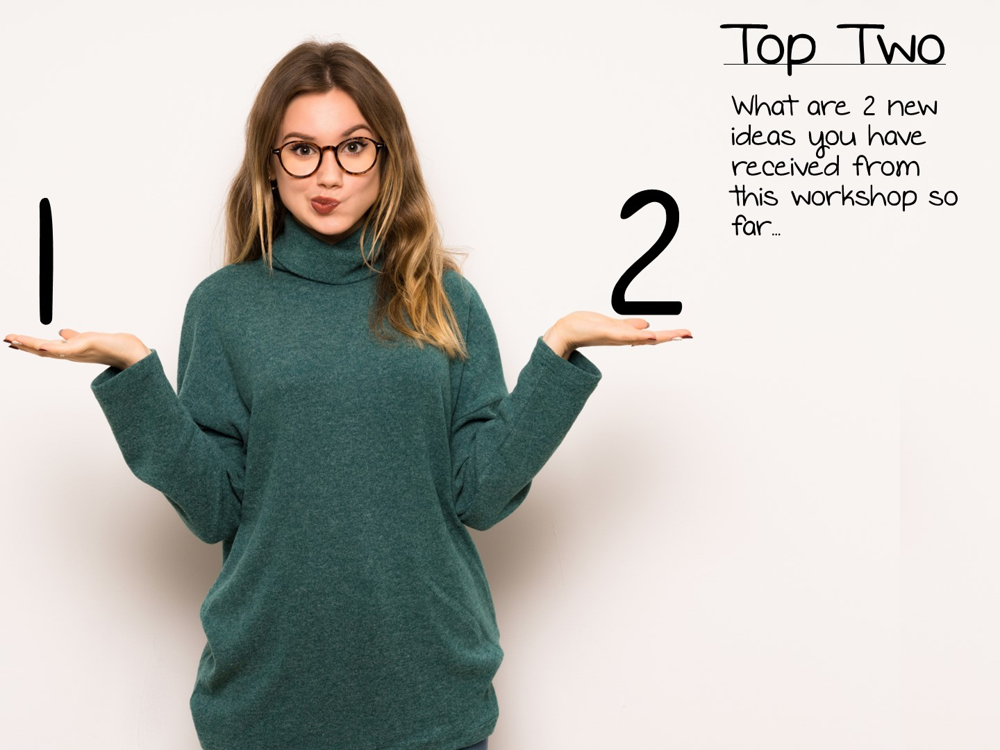 Top Two
What are 2 new
ideas you have
received from
this workshop so
far...
1
2